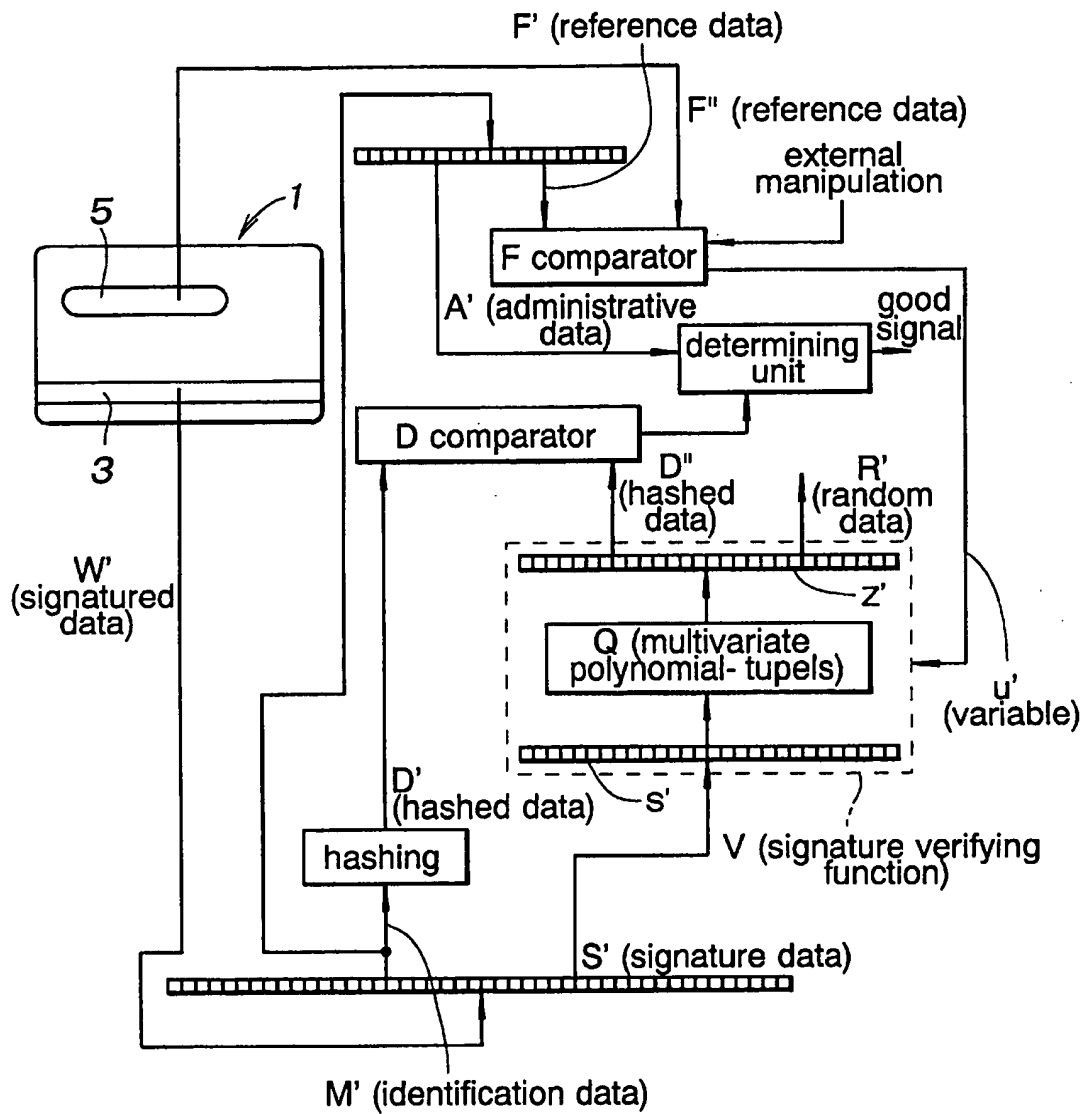 F' (reference data)
F" (reference data)
external
manipulation
1
5
F comparator
A' (administrative
data)
good
signal
determining
unit
3
D comparator
D"
(hashed
data)
R'
(random
data)
W'
(signatured
data)
z'
Q (multivariate
polynomial- tupels)
u'
(variable)
s'
D'
(hashed data)
hashing
V (signature verifying
function)
S' (signature data)
M' (identification data)